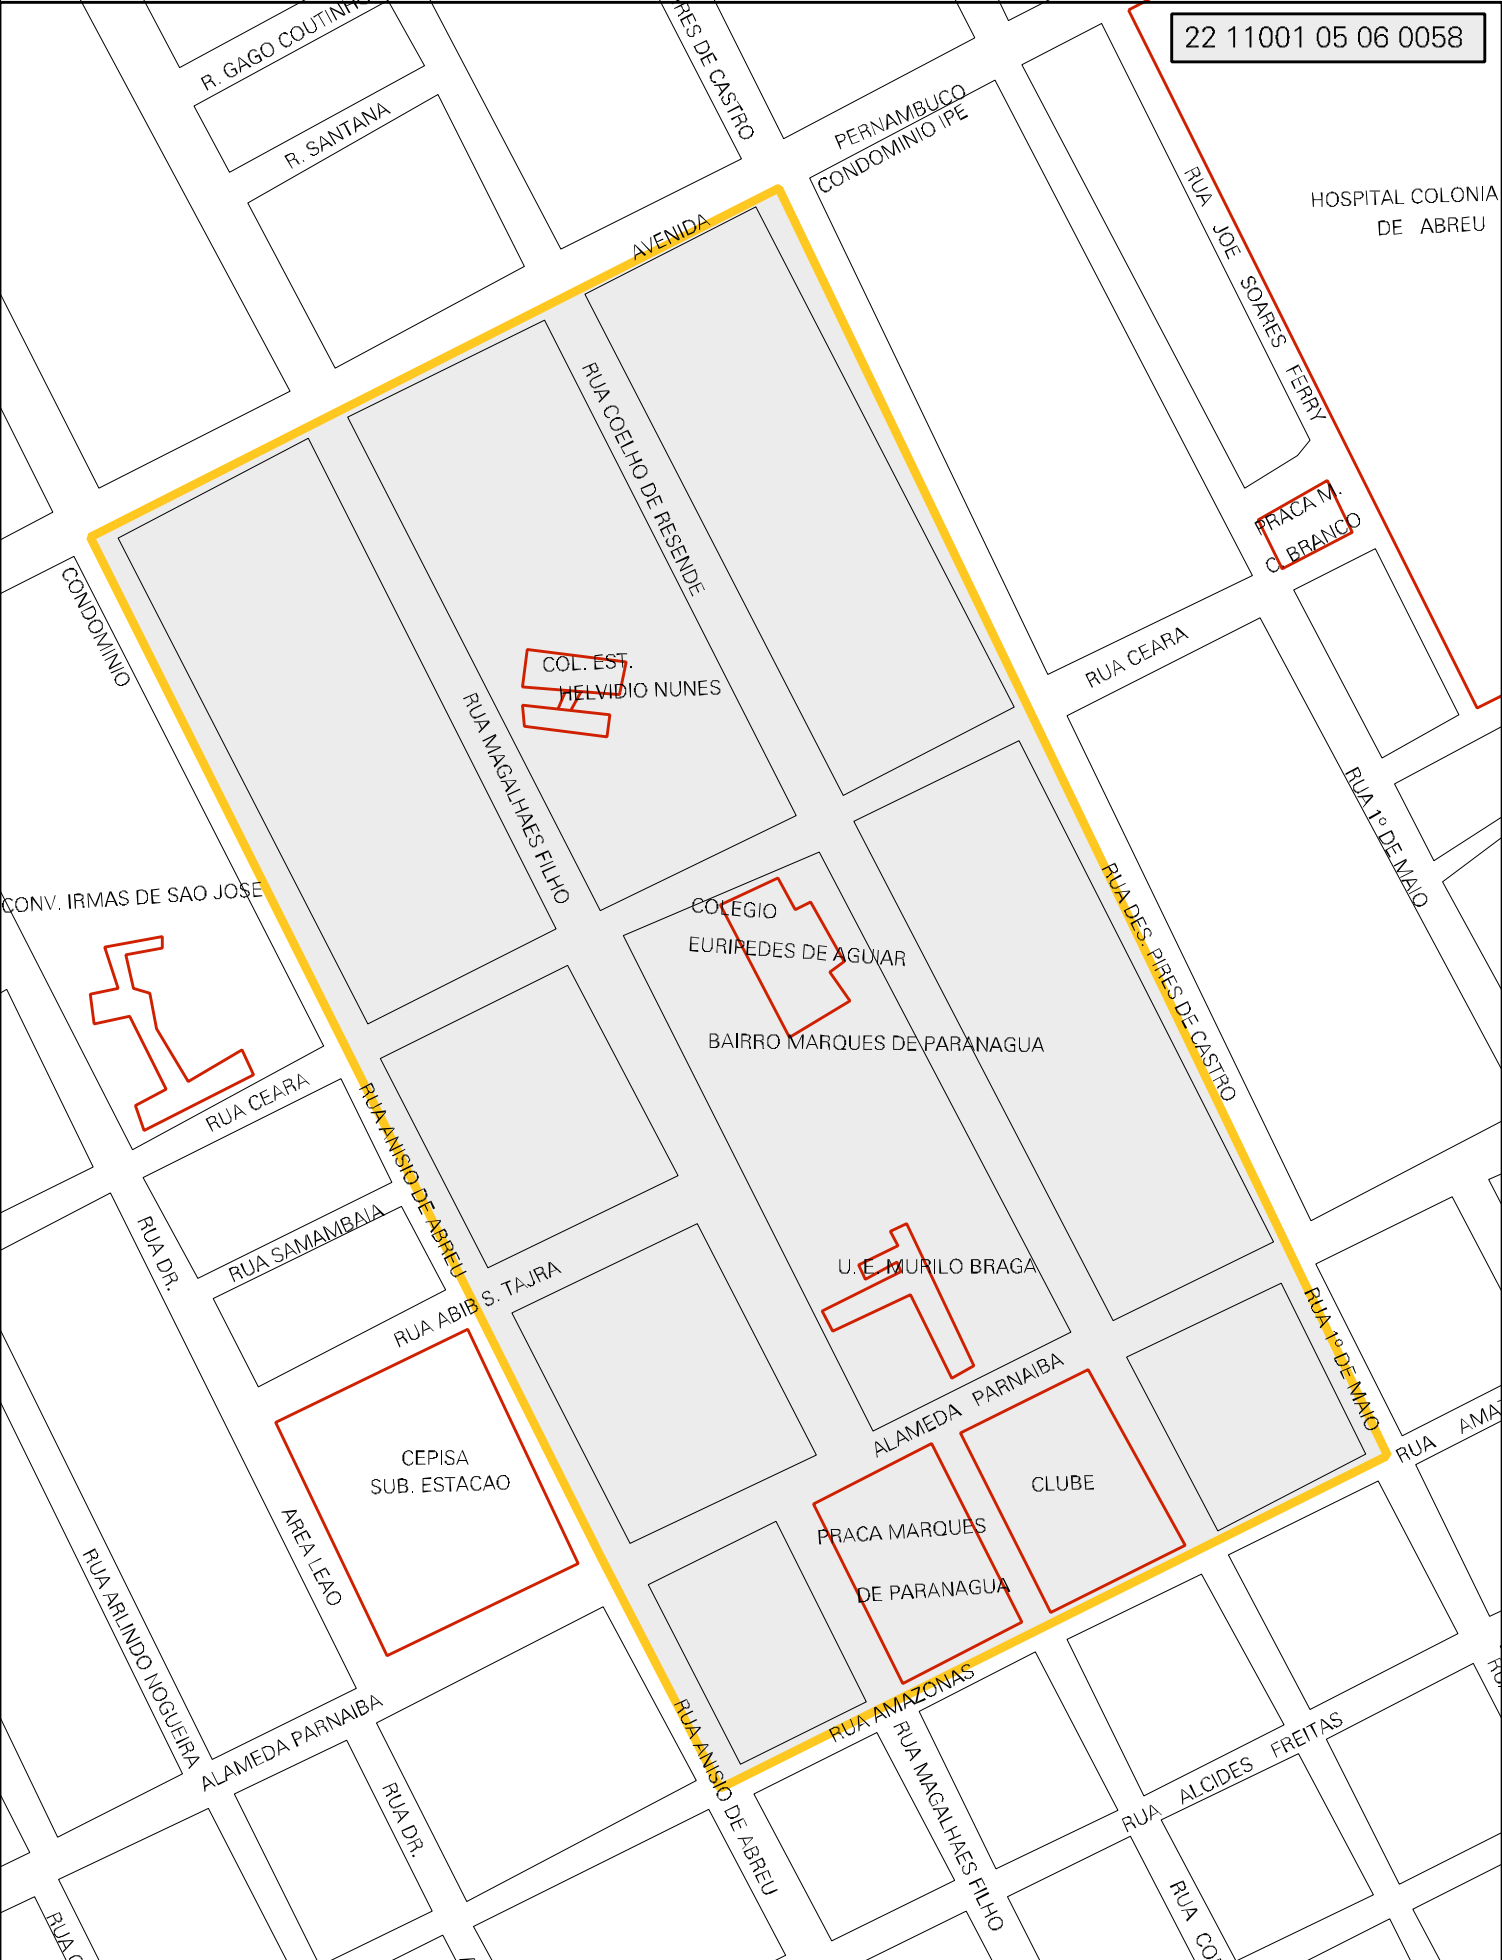 22 11001 05 06 0058
R. GAGO COUTINHO
R. SANTANA
RES DE CASTRO
PERNAMBUCO
CONDOMINIO IPE
AVENIDA
RUA JOE SOARES FERRY
HOSPITAL COLONIA
DE ABREU
RUA COELHO DE RESENDE
PRACA M.
C. BRANCO
CONDOMINIO
RUA CEARA
COL. EST.
HELVIDIO NUNES
RUA MAGALHAES FILHO
RUA 1º DE MAIO
CONV. IRMAS DE SAO JOSE
COLEGIO
EURIPEDES DE AGUIAR
RUA DES. PIRES DE CASTRO
BAIRRO MARQUES DE PARANAGUA
RUA CEARA
RUA ANISIO DE ABREU
RUA SAMAMBAIA
RUA DR.
RUA ABIB S. TAJRA
U. E. MURILO BRAGA
RUA 1º DE MAIO
ALAMEDA PARNAIBA
RUA AMAZ
CEPISA
SUB. ESTACAO
CLUBE
PRACA MARQUES
DE PARANAGUA
AREA LEAO
RUA ARLINDO NOGUEIRA
ALAMEDA PARNAIBA
RUA AMAZONAS
RUA ANISIO DE ABREU
RUA MAGALHAES FILHO
RUA ALCIDES FREITAS
RUA DR.
RUA CO